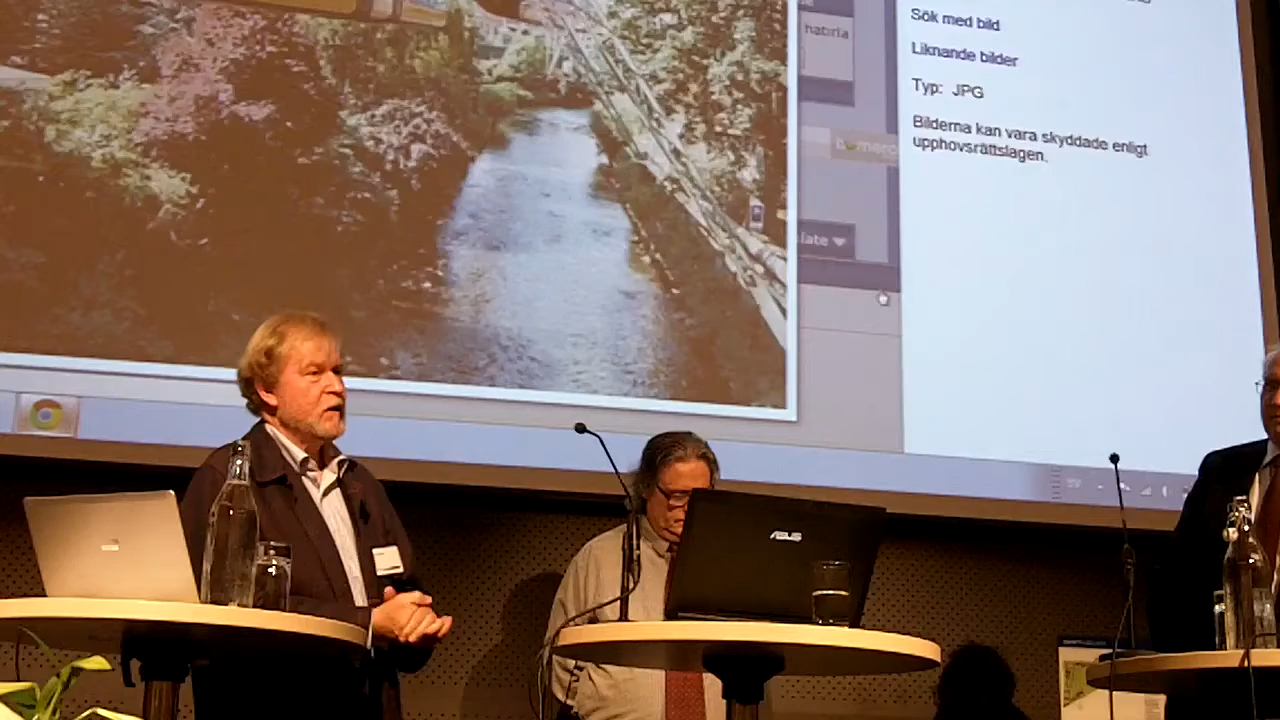 Sök med bild
Liknande bilder
Typ: JPG
Bilderna kan vara skyddade enligt
upphovsrättslagen.
ASUS